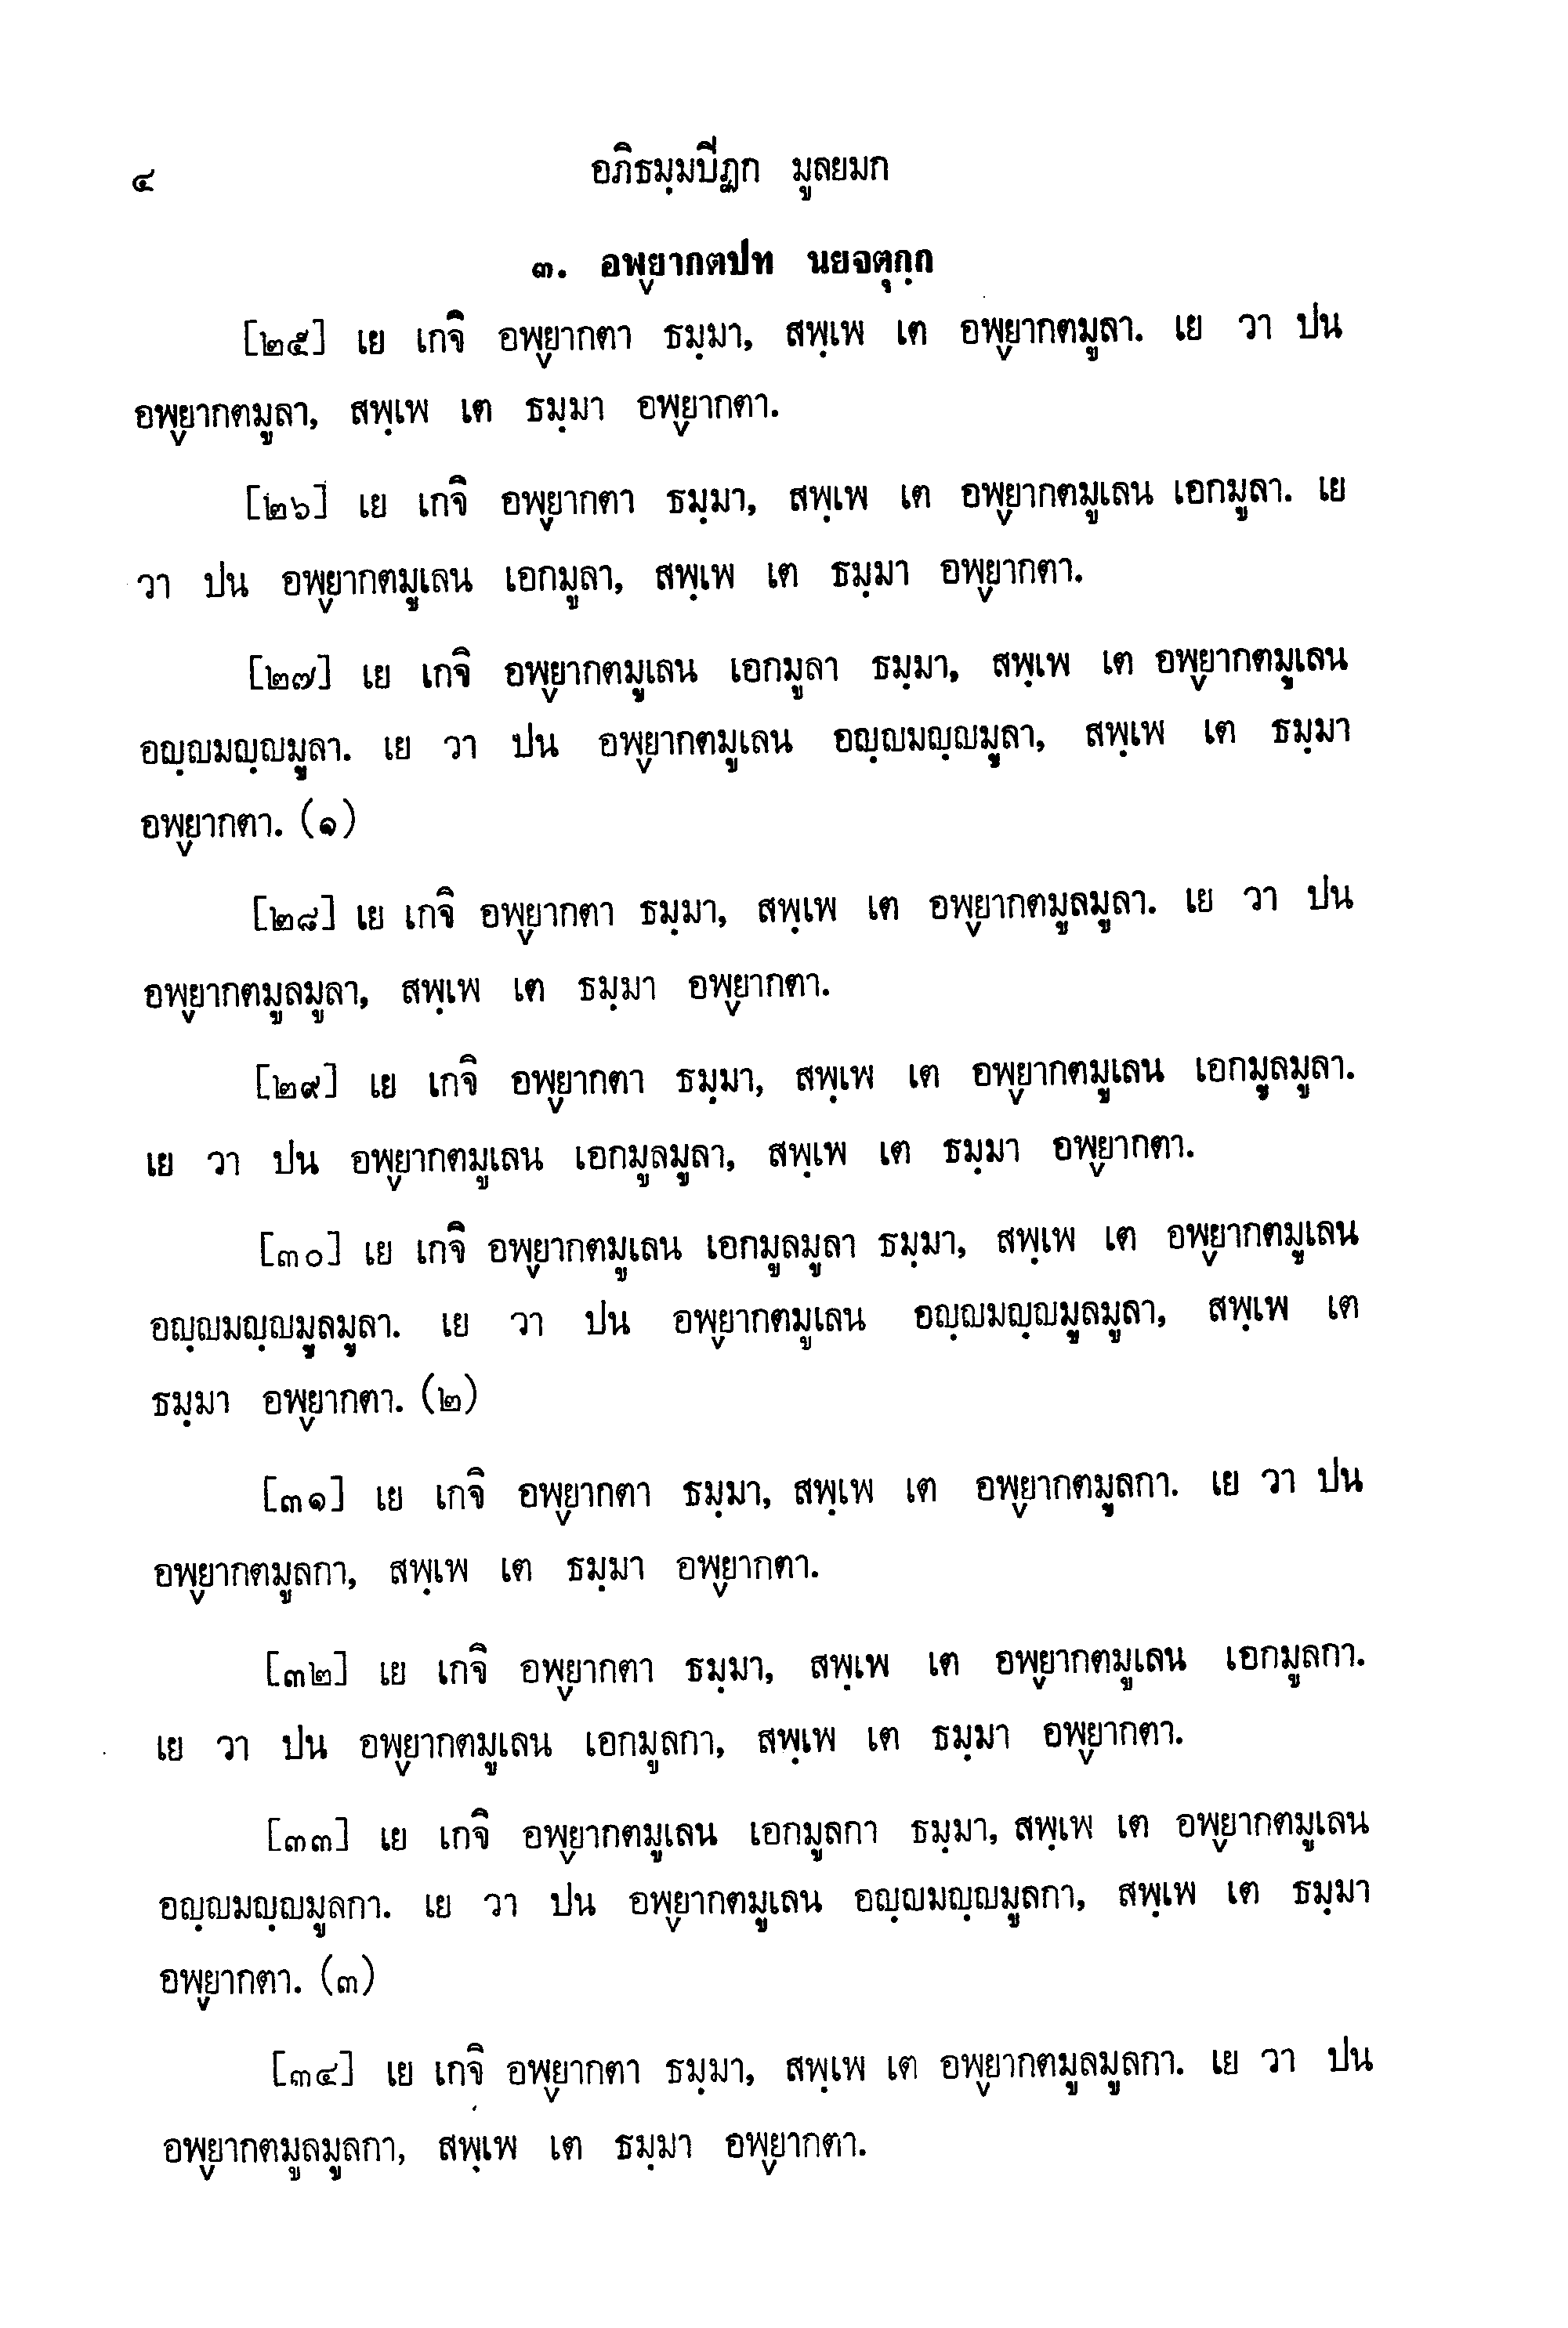 ๔ อภิธมฺมปิฏก มูลยมก
๓. อพฺยากตปท นยจตุกฺก
[๒๕] เย เกจิ อพฺยากตา ธมฺมา, สพฺเพ เต อพฺยากตมูลา. เย วา ปน
อพฺยากตมูลา, สพฺเพ เต ธมฺมา อพฺยากตา.
[๒๖] เย เกจิ อพฺยากตา ธมฺมา, สพฺเพ เต อพฺยากตมูเลน เอกมูลา. เย
วา ปน อพฺยากตมูเลน เอกมูลา, สพฺเพ เต ธมฺมา อพฺยากตา.
[๒๗] เย เกจิ อพฺยากตมูเลน เอกมูลา ธมฺมา, สพฺเพ เต อพฺยากตมูเลน
อญฺญมญฺญมูลา. เย วา ปน อพฺยากตมูเลน อญฺญมญฺญมูลา, สพฺเพ เต ธมฺมา
อพฺยากตา. (๑)
[๒๘] เย เกจิ อพฺยากตา ธมฺมา, สพฺเพ เต อพฺยากตมูลมูลา. เย วา ปน
อพฺยากตมูลมูลา, สพฺเพ เต ธมฺมา อพฺยากตา.
[๒๙] เย เกจิ อพฺยากตา ธมฺมา, สพฺเพ เต อพฺยากตมูเลน เอกมูลมูลา.
เย วา ปน อพฺยากตมูเลน เอกมูลมูลา, สพฺเพ เต ธมฺมา อพฺยากตา.
[๓๐] เย เกจิ อพฺยากตมูเลน เอกมูลมูลา ธมฺมา, สพฺเพ เต อพฺยากตมูเลน
อญฺญมญฺญมูลมูลา. เย วา ปน อพฺยากตมูเลน อญฺญมญฺญมูลมูลา, สพฺเพ เต
ธมฺมา อพฺยากตา. (๒)
[๓๑] เย เกจิ อพฺยากตา ธมฺมา, สพฺเพ เต อพฺยากตมูลกา. เย วา ปน
อพฺยากตมูลกา, สพฺเพ เต ธมฺมา อพฺยากตา.
[๓๒] เย เกจิ อพฺยากตา ธมฺมา, สพฺเพ เต อพฺยากตมูเลน เอกมูลกา.
เย วา ปน อพฺยากตมูเลน เอกมูลกา, สพฺเพ เต ธมฺมา อพฺยากตา.
[๓๓] เย เกจิ อพฺยากตมูเลน เอกมูลกา ธมฺมา, สพฺเพ เต อพฺยากตมูเลน
อญฺญมญฺญมูลกา. เย วา ปน อพฺยากตมูเลน อญฺญมญฺญมูลกา, สพฺเพ เต ธมฺมา
อพฺยากตา. (๓)
[๓๔] เย เกจิ อพฺยากตา ธมฺมา, สพฺเพ เต อพฺยากตมูลมูลกา. เย วา ปน
อพฺยากตมูลมูลกา, สพฺเพ เต ธมฺมา อพฺยากตา.